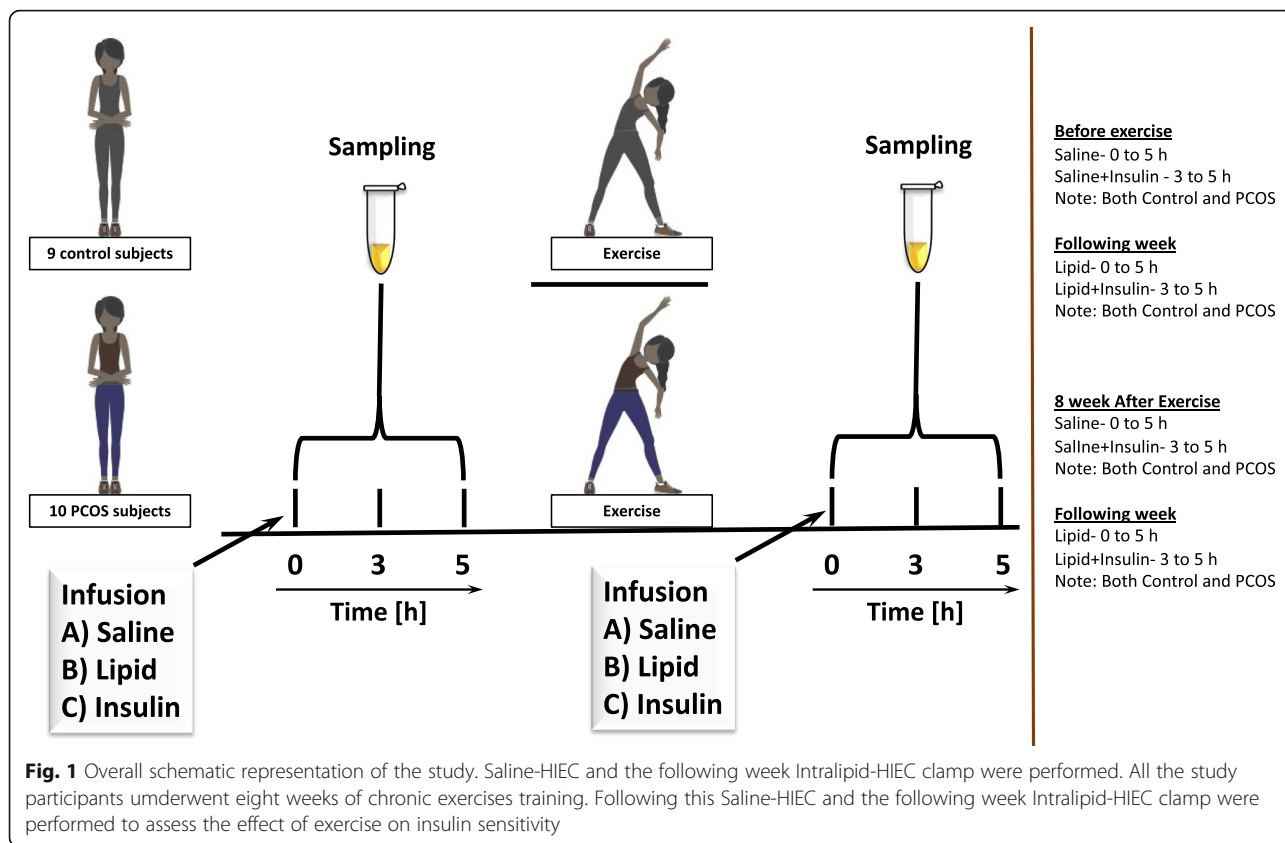 Sampling
9 control subjects
Exercise
10 PCOS subjects
Exercise
0 3 5
Time [h]
Infusion
A) Saline
B) Lipid
C) Insulin
Sampling
0 3 5
Time [h]
Infusion
A) Saline
B) Lipid
C) Insulin
Before exercise
Saline- 0 to 5 h
Saline+Insulin - 3 to 5 h
Note: Both Control and PCOS
Following week
Lipid- 0 to 5 h
Lipid+Insulin- 3 to 5 h
Note: Both Control and PCOS
8 week After Exercise
Saline- 0 to 5 h
SalIne+Insulin- 3 to 5 h
Note: Both Control and PCOS
Following week
Lipid- 0 to 5 h
Lipid+Insulin- 3 to 5 h
Note: Both Control and PCOS
Fig. 1 Overall schematic representation of the study. Saline-HIEC and the following week Intralipid-HIEC clamp were performed. All the study
participants umderwent eight weeks of chronic exercises training. Following this Saline-HIEC and the following week Intralipid-HIEC clamp were
performed to assess the effect of exercise on insulin sensitivity